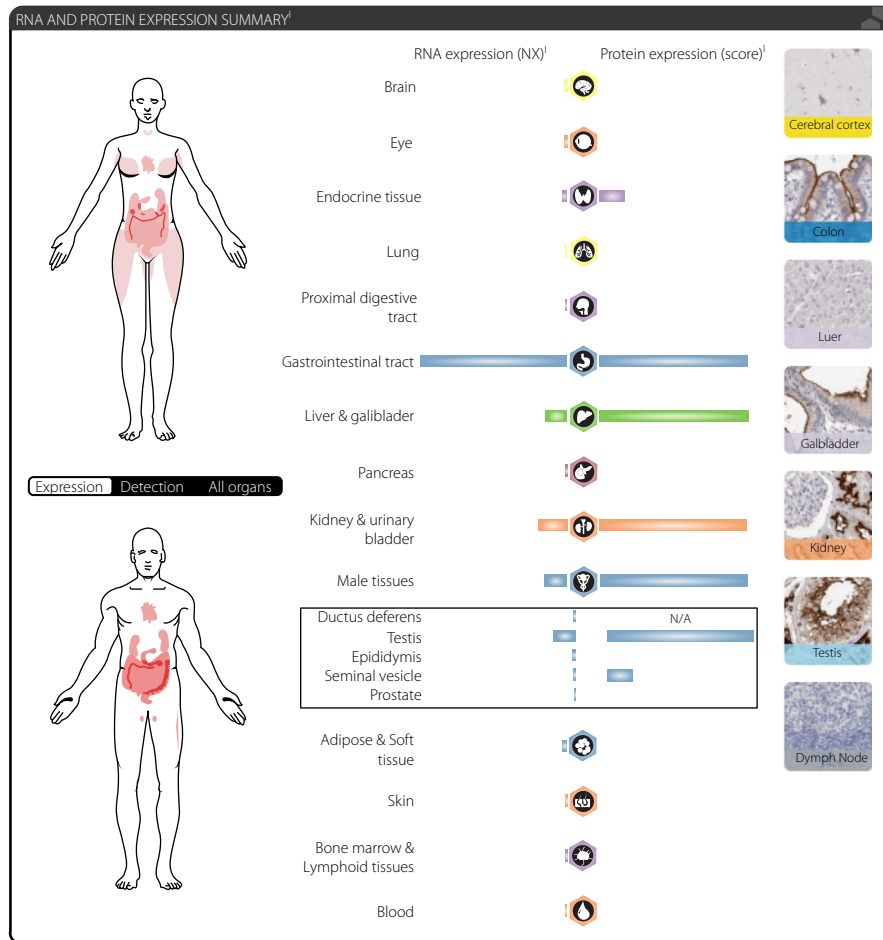 RNA AND PROTEIN EXPRESSION SUMMARYⁱ
RNA expression (NX)ⁱ
Protein expression (score)ⁱ
Brain
Eye
Endocrine tissue
Lung
Proximal digestive
tract
Gastrointestinal tract
Liver & galiblader
Pancreas
Kidney & urinary
bladder
Male tissues
Ductus deferens
N/A
Testis
Epididymis
Seminal vesicle
Prostate
Adipose & Soft
tissue
Skin
Bone marrow &
Lymphoid tissues
Blood
Expression
Detection
All organs
Cerebral cortex
Colon
Luer
Galbladder
Kidney
Testis
Dymph Node